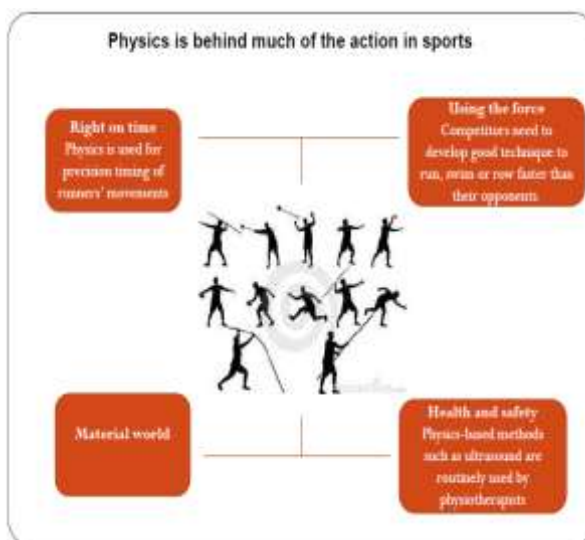 Physics is behind much of the action in sports
Right on time
Physics is used for
precision timing of
runners' movements
Using the force
Competitors need to
develop good technique to
run, swim or row faster than
their opponents
Material world
Health and safety
Physics-based methods
such as ultrasound are
routinely used by
physiotherapists